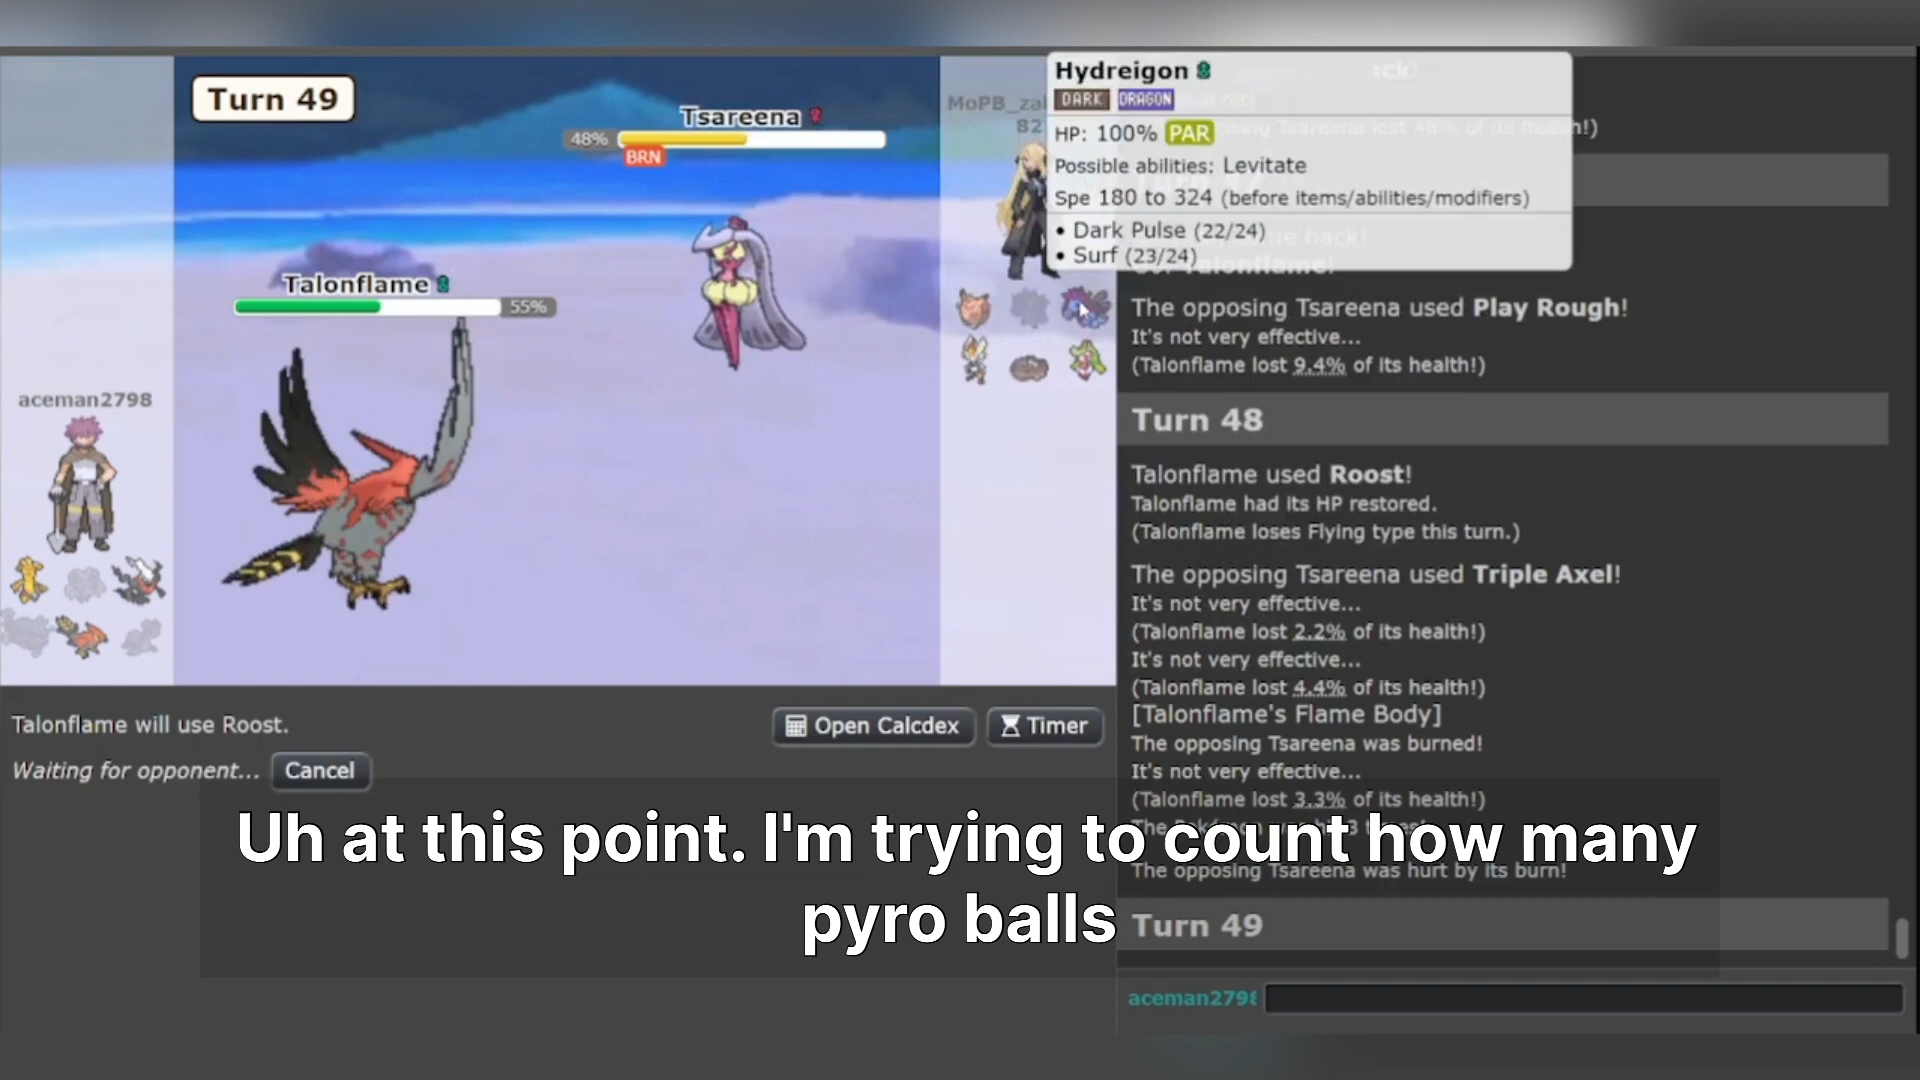 Turn 49
Tsareena
48%
BRN
Talonflame
55%
aceman2798
MoPB_za
82
Hydreigon
DARK DRAGON
HP: 100% PAR
Possible abilities: Levitate
Spe 180 to 324 (before items/abilities/modifiers)
• Dark Pulse (22/24)
• Surf (23/24)
The opposing Tsareena used Play Rough!
It's not very effective...
(Talonflame lost 9.4% of its health!)
Turn 48
Talonflame used Roost!
Talonflame had its HP restored.
(Talonflame loses Flying type this turn.)
The opposing Tsareena used Triple Axel!
It's not very effective...
(Talonflame lost 2.2% of its health!)
It's not very effective...
(Talonflame lost 4.4% of its health!)
[Talonflame's Flame Body]
The opposing Tsareena was burned!
It's not very effective...
(Talonflame lost 3.3% of its health!)
The opposing Tsareena was hurt by its burn!
Turn 49
aceman2798
Talonflame will use Roost.
Open Calcdex
Timer
Waiting for opponent...
Cancel
Uh at this point. I'm trying to count how many
pyro balls